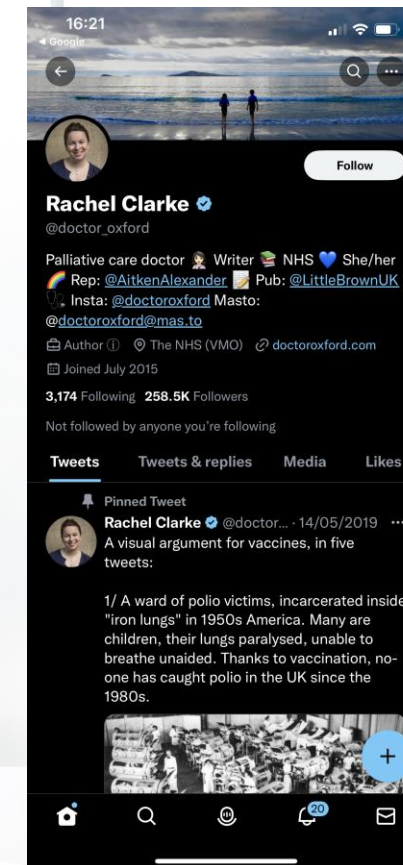 16:21
◀ Google
Follow
Rachel Clarke
@doctor_oxford
Palliative care doctor 👩🏻‍⚕️ Writer 📚 NHS 💙 She/her
🌈 Rep: @AitkenAlexander 📝 Pub: @LittleBrownUK
🩺 Insta: @doctoroxford Masto:
@doctoroxford@mas.to
Author The NHS (VMO) doctoroxford.com
Joined July 2015
3,174 Following 258.5K Followers
Not followed by anyone you're following
Tweets Tweets & replies Media Likes
Pinned Tweet
Rachel Clarke @doctor... · 14/05/2019 ...
A visual argument for vaccines, in five
tweets:
1/ A ward of polio victims, incarcerated inside
"iron lungs" in 1950s America. Many are
children, their lungs paralysed, unable to
breathe unaided. Thanks to vaccination, no-
one has caught polio in the UK since the
1980s.
+
20